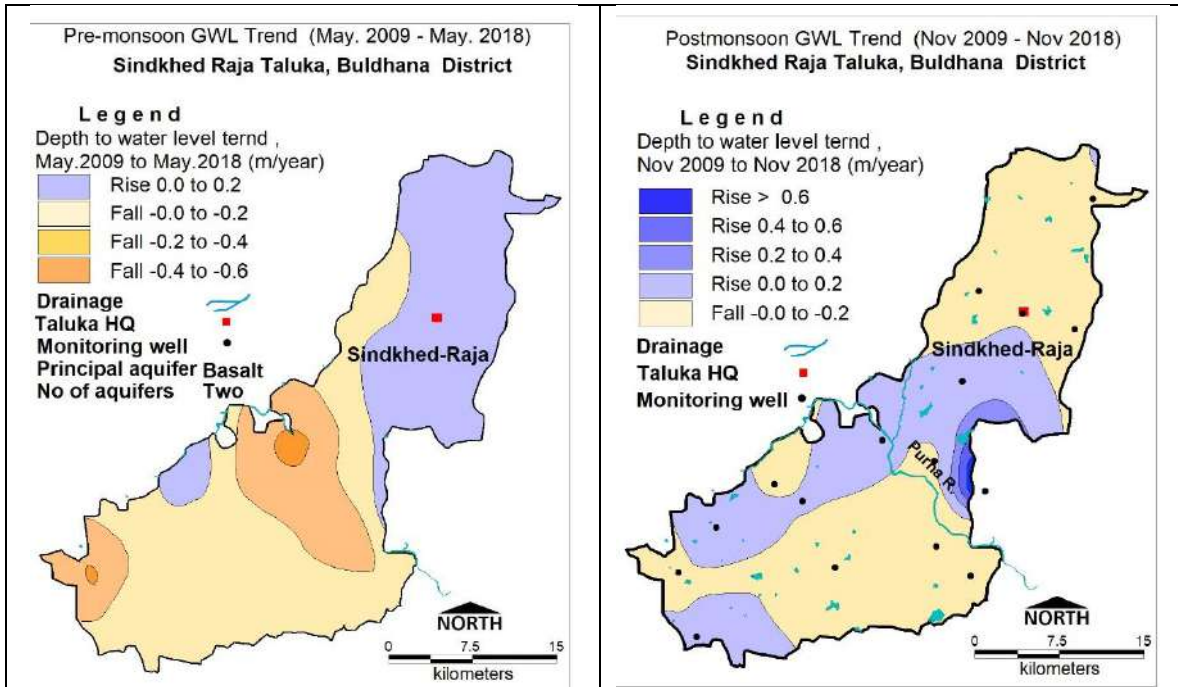 Pre-monsoon GWL Trend (May. 2009 - May. 2018)
Sindkhed Raja Taluka, Buldhana District
Legend
Depth to water level ternd ,
May.2009 to May.2018 (m/year)
Rise 0.0 to 0.2
Fall -0.0 to -0.2
Fall -0.2 to -0.4
Fall -0.4 to -0.6
Drainage
Taluka HQ
Monitoring well
Principal aquifer Basalt
No of aquifers Two
Sindkhed-Raja
NORTH
0 7.5 15
kilometers
Postmonsoon GWL Trend (Nov 2009 - Nov 2018)
Sindkhed Raja Taluka, Buldhana District
Legend
Depth to water level ternd ,
Nov 2009 to Nov 2018 (m/year)
Rise > 0.6
Rise 0.4 to 0.6
Rise 0.2 to 0.4
Rise 0.0 to 0.2
Fall -0.0 to -0.2
Drainage
Taluka HQ
Monitoring well
Sindkhed-Raja
Purna R.
NORTH
0 7.5 15
kilometers